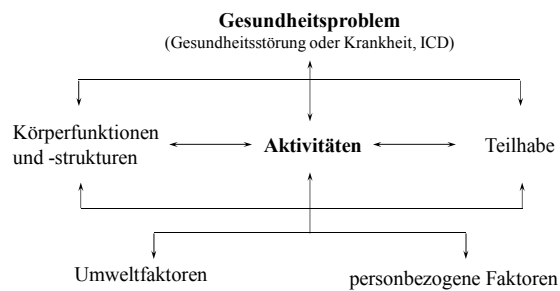 Gesundheitsproblem
(Gesundheitsstörung oder Krankheit, ICD)
Körperfunktionen
und -strukturen
Aktivitäten
Teilhabe
Umweltfaktoren
personbezogene Faktoren